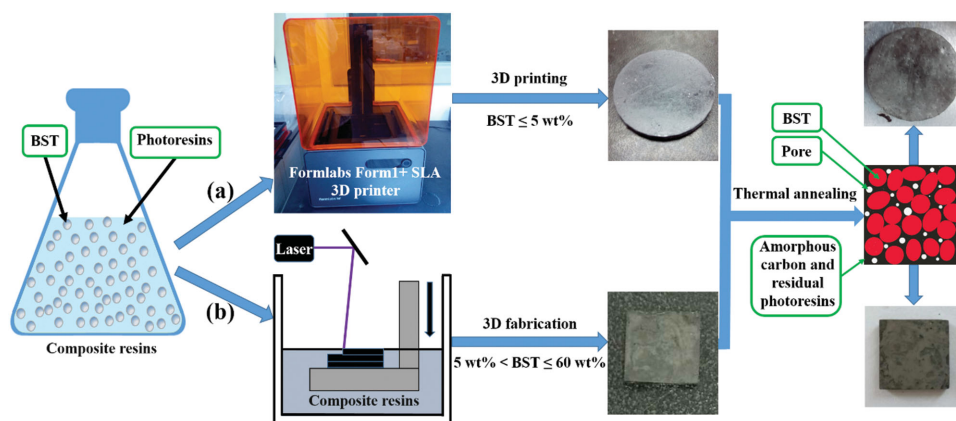 BST
Photoresins
Composite resins
(a)
(b)
Formlabs Form1+ SLA
3D printer
Laser
Composite resins
3D printing
BST ≤ 5 wt%
3D fabrication
5 wt% < BST ≤ 60 wt%
Thermal annealing
BST
Pore
Amorphous
carbon and
residual
photoresins